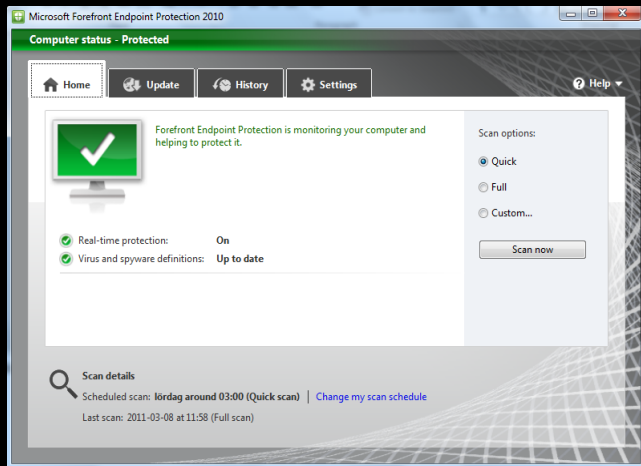 Microsoft Forefront Endpoint Protection 2010
Computer status - Protected
Home
Update
History
Settings
Help
Forefront Endpoint Protection is monitoring your computer and
helping to protect it.
Real-time protection: On
Virus and spyware definitions: Up to date
Scan options:
Quick
Full
Custom...
Scan now
Scan details
Scheduled scan: lördag around 03:00 (Quick scan) | Change my scan schedule
Last scan: 2011-03-08 at 11:58 (Full scan)